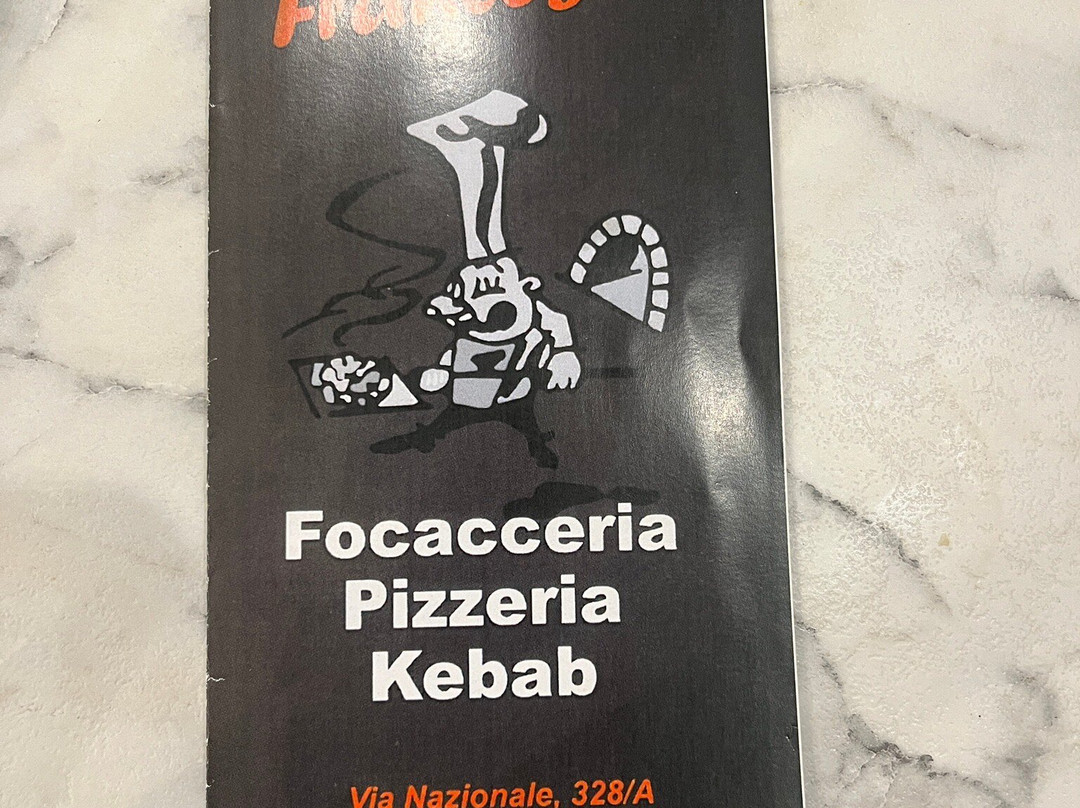 Focacceria
Pizzeria
Kebab
Via Nazionale, 328/A